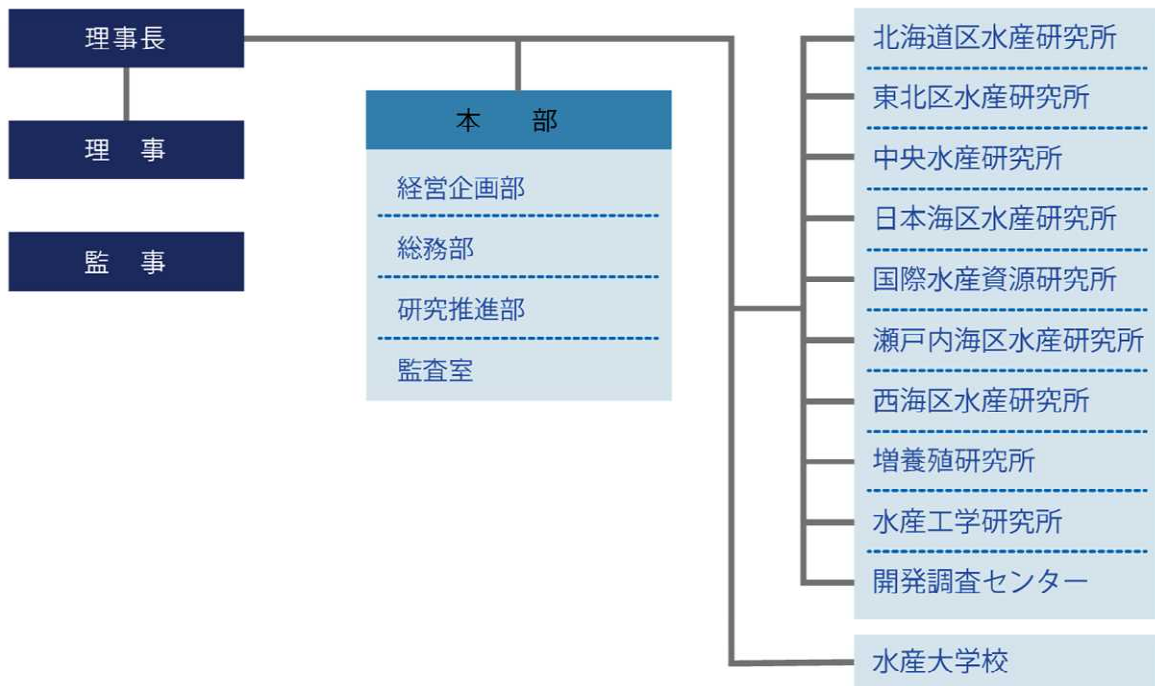 理事長
理　事
監　事
本　部
経営企画部
総務部
研究推進部
監査室
北海道区水産研究所
東北区水産研究所
中央水産研究所
日本海区水産研究所
国際水産資源研究所
瀬戸内海区水産研究所
西海区水産研究所
増養殖研究所
水産工学研究所
開発調査センター
水産大学校